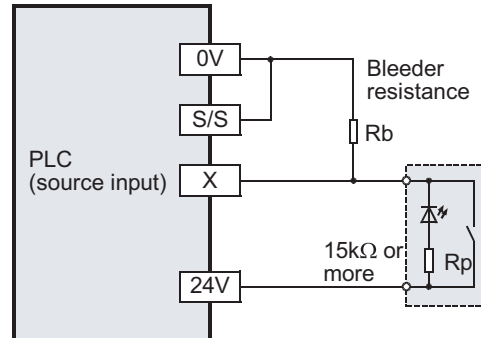 0V
S/S
X
24V
PLC
(source input)
Bleeder
resistance
Rb
15kΩ or
more
Rp